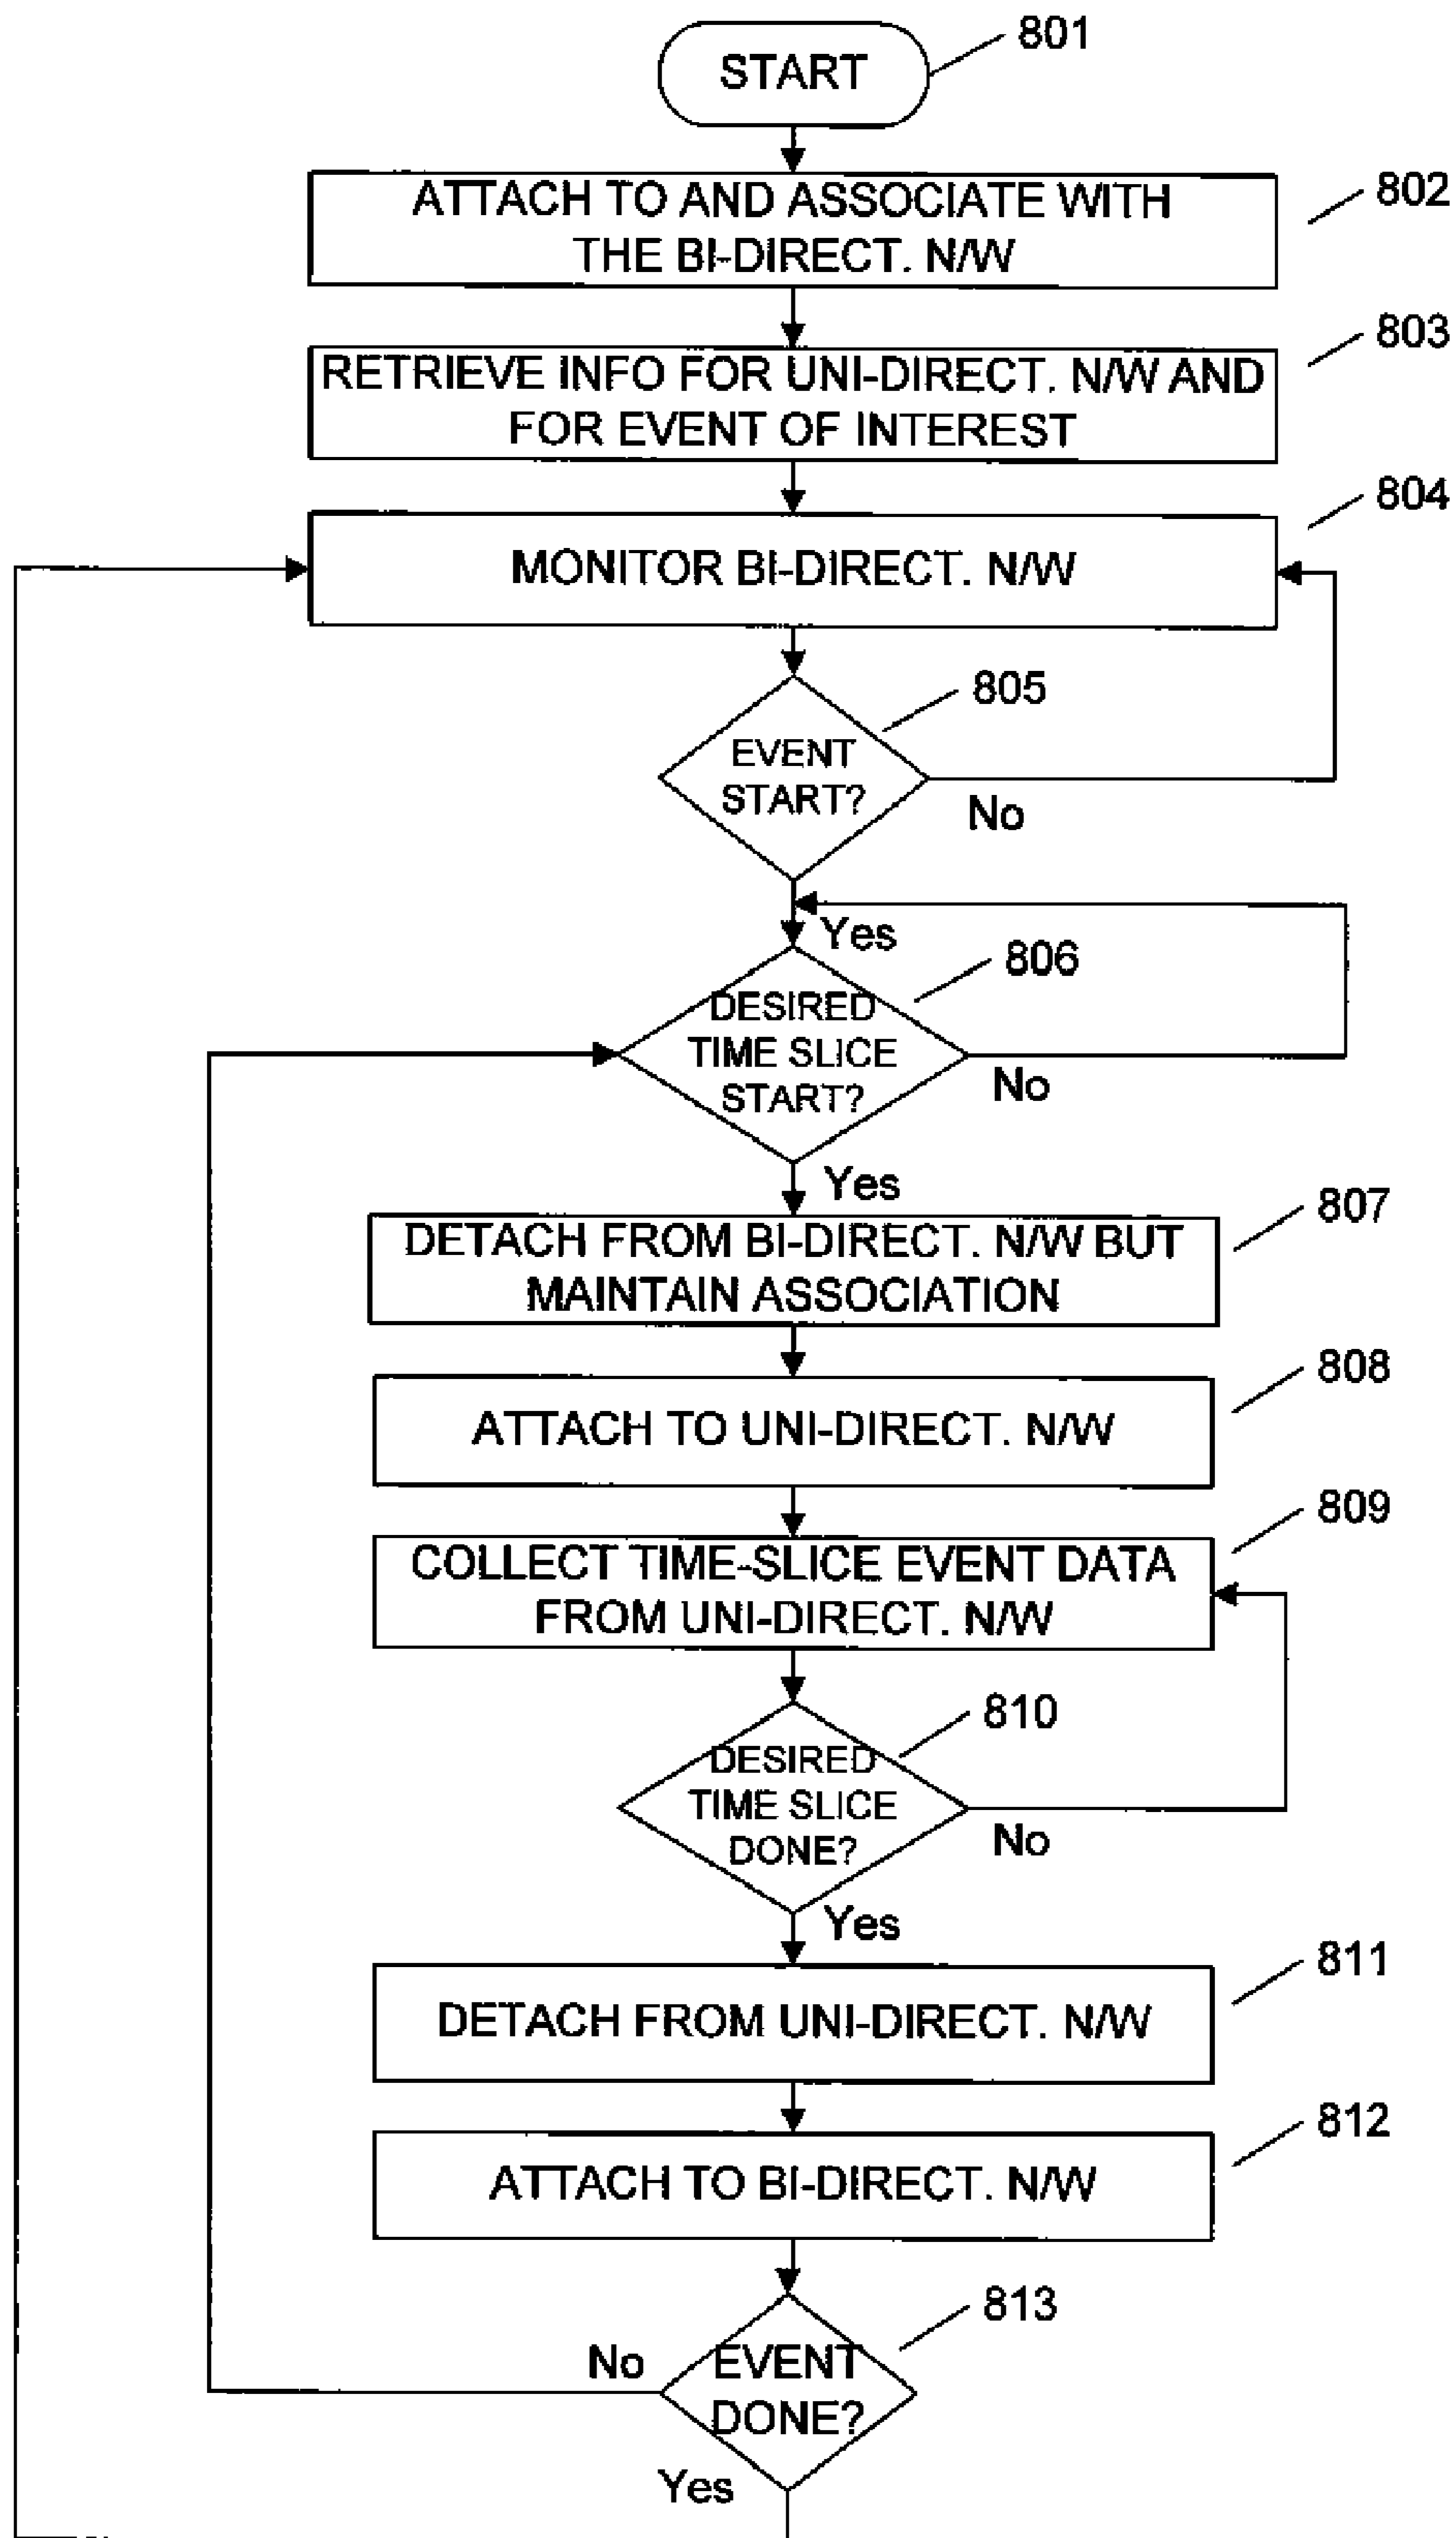 START
801
ATTACH TO AND ASSOCIATE WITH
THE BI-DIRECT. N/W
802
RETRIEVE INFO FOR UNI-DIRECT. N/W AND
FOR EVENT OF INTEREST
803
MONITOR BI-DIRECT. N/W
804
EVENT
START?
805
No
Yes
DESIRED
TIME SLICE
START?
806
No
Yes
DETACH FROM BI-DIRECT. N/W BUT
MAINTAIN ASSOCIATION
807
ATTACH TO UNI-DIRECT. N/W
808
COLLECT TIME-SLICE EVENT DATA
FROM UNI-DIRECT. N/W
809
DESIRED
TIME SLICE
DONE?
810
No
Yes
DETACH FROM UNI-DIRECT. N/W
811
ATTACH TO BI-DIRECT. N/W
812
EVENT
DONE?
813
No
Yes